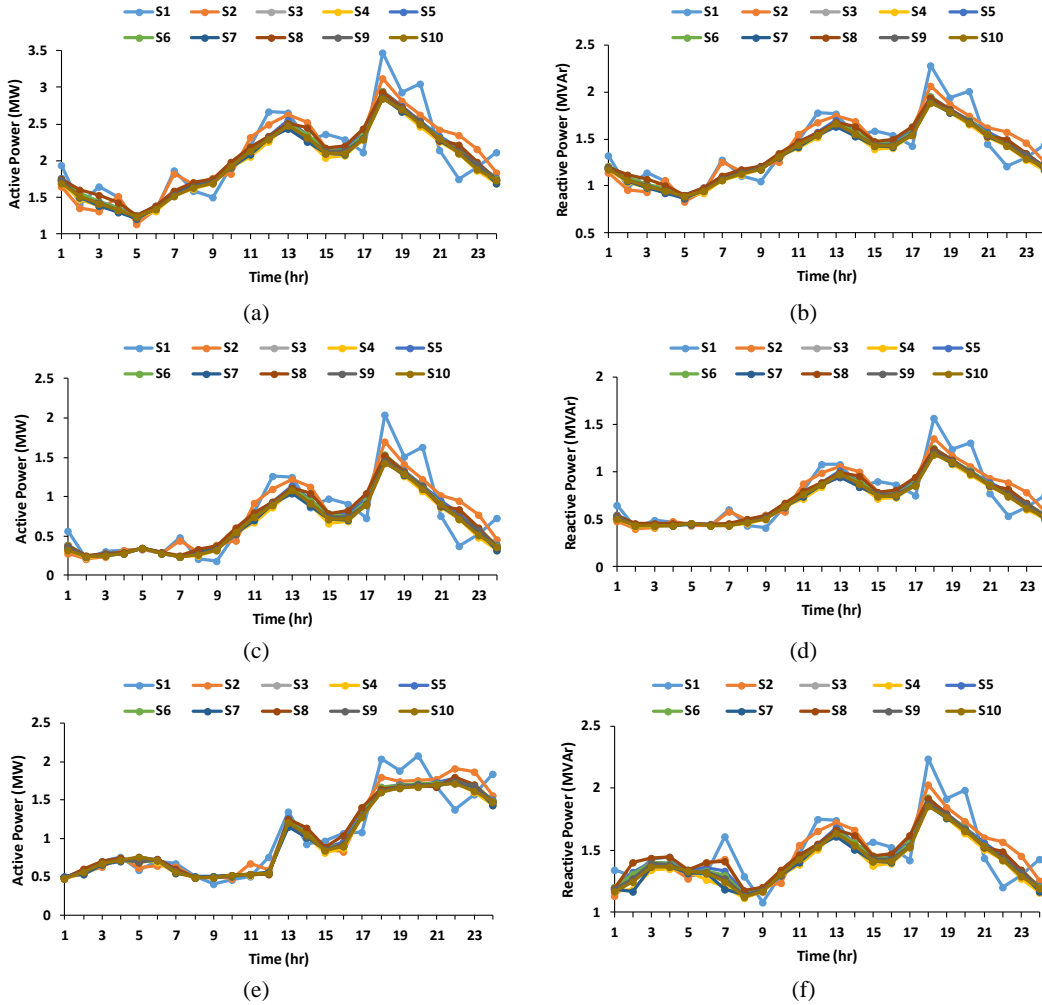 (a)
S1 S2 S3 S4 S5
S6 S7 S8 S9 S10
Active Power (MW)
3.5
3
2.5
2
1.5
1
1 3 5 7 9 11 13 15 17 19 21 23
Time (hr)
(a)
(b)
S1 S2 S3 S4 S5
S6 S7 S8 S9 S10
Reactive Power (MVAr)
2.5
2
1.5
1
0.5
1 3 5 7 9 11 13 15 17 19 21 23
Time (hr)
(b)
S1 S2 S3 S4 S5
S6 S7 S8 S9 S10
Active Power (MW)
2.5
2
1.5
1
0.5
0
1 3 5 7 9 11 13 15 17 19 21 23
Time (hr)
(c)
S1 S2 S3 S4 S5
S6 S7 S8 S9 S10
Reactive Power (MVAr)
2
1.5
1
0.5
0
1 3 5 7 9 11 13 15 17 19 21 23
Time (hr)
(d)
S1 S2 S3 S4 S5
S6 S7 S8 S9 S10
Active Power (MW)
2.5
2
1.5
1
0.5
0
1 3 5 7 9 11 13 15 17 19 21 23
Time (hr)
(e)
S1 S2 S3 S4 S5
S6 S7 S8 S9 S10
Reactive Power (MVAr)
2.5
2
1.5
1
1 3 5 7 9 11 13 15 17 19 21 23
Time (hr)
(f)